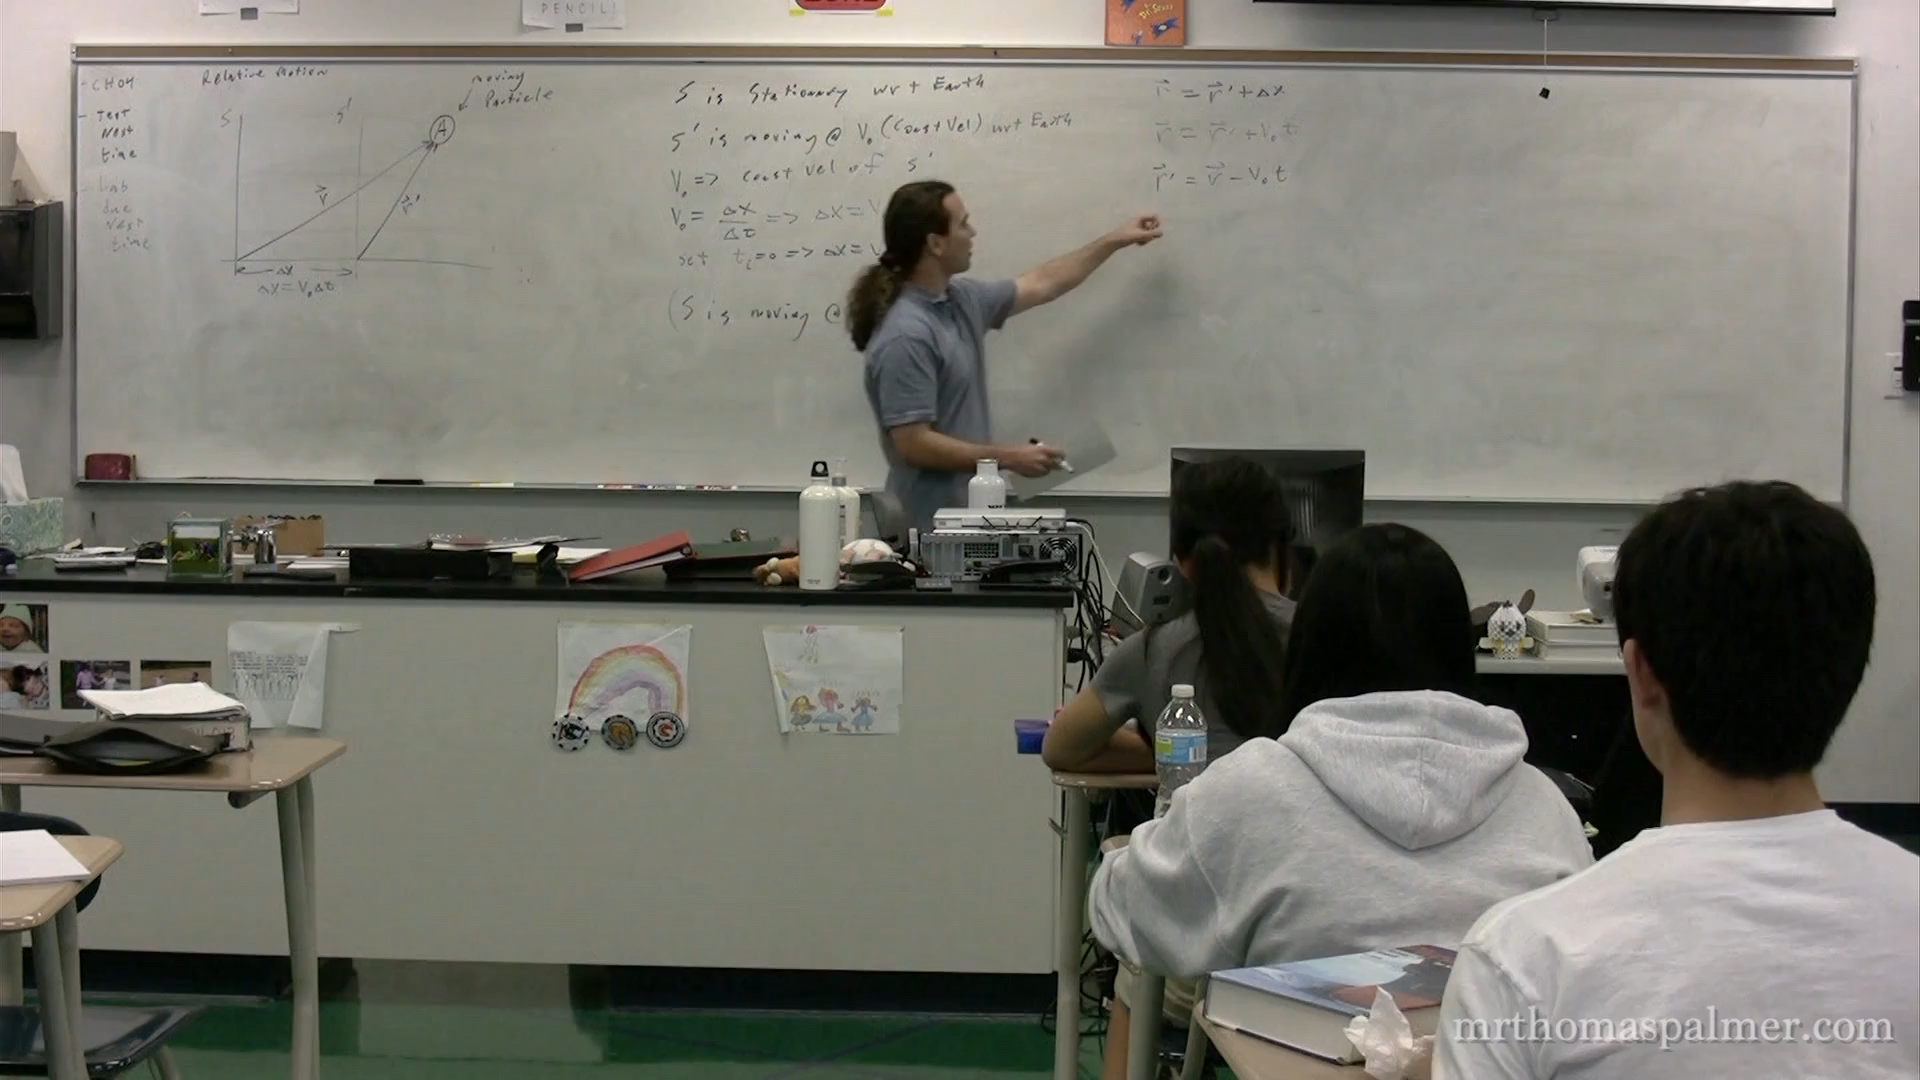 PENCIL!
Dr. Seuss
- CH04
- Test
Next
time
- Lab
due
Next
time
Relative Motion
moving
Particle
S
S'
A
r⃗
r⃗'
Δx
Δx = V₀Δt
S is Stationary wrt Earth
S' is moving @ V₀ (Const Vel) wrt Earth
V₀ => const vel of S'
V₀ = Δx/Δt => Δx = V
set tᵢ = 0 => Δx = V
(S is moving @
r⃗ = r⃗' + Δx
r⃗ = r⃗' + V₀t
r⃗' = r⃗ - V₀t
mrthomaspalmer.com